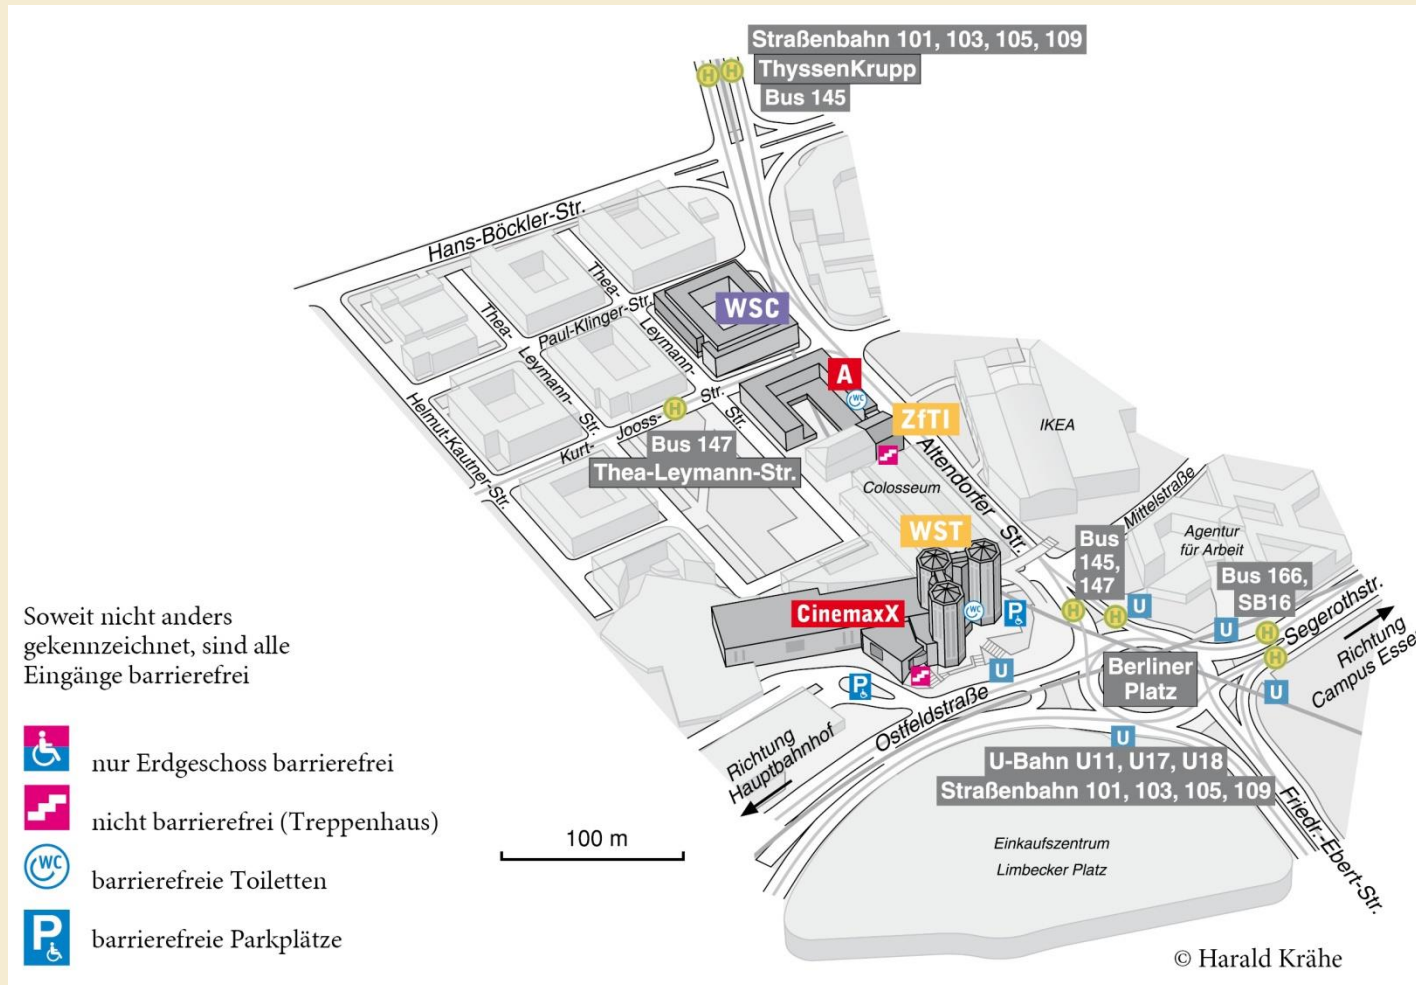 Straßenbahn 101, 103, 105, 109
ThyssenKrupp
Bus 145
H
H
Hans-Böckler-Str.
Thea-
Leymann-
Str.
Paul-Klinger-Str.
Thea-
Leymann-
Str.
WSC
A
WC
ZfTI
IKEA
H
Kurt-
Jooss-
Str.
Bus 147
Thea-Leymann-Str.
Helmut-Kautner-Str.
Colosseum
Altendorfer
Str.
Mittelstraße
Agentur
für Arbeit
WST
Bus
145,
147
Bus 166,
SB16
CinemaxX
WC
P
H
H
U
U
H
H
Segerothstr.
Richtung
Campus Essen
Soweit nicht anders
gekennzeichnet, sind alle
Eingänge barrierefrei
P
U
Berliner
Platz
U
Ostfeldstraße
Richtung
Hauptbahnhof
U
U-Bahn U11, U17, U18
Straßenbahn 101, 103, 105, 109
nur Erdgeschoss barrierefrei
nicht barrierefrei (Treppenhaus)
WC
barrierefreie Toiletten
P
barrierefreie Parkplätze
100 m
Einkaufszentrum
Limbecker Platz
Friedr.-Ebert-Str.
© Harald Krähe